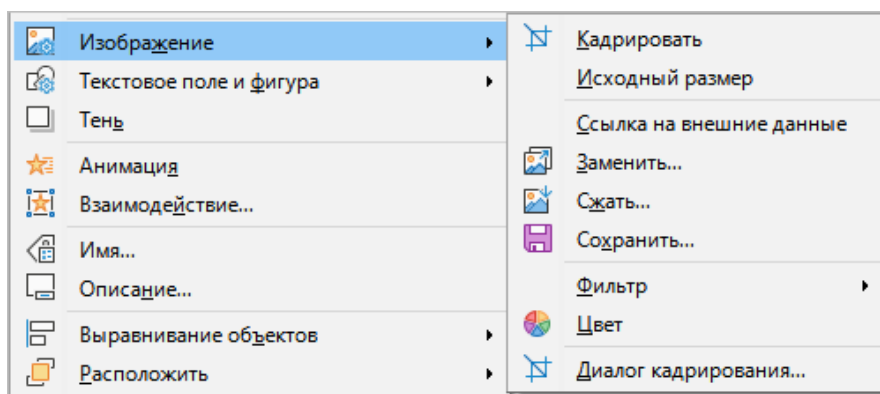 Изображение
Текстовое поле и фигура
Тень
Анимация
Взаимодействие...
Имя...
Описание...
Выравнивание объектов
Расположить
Кадрировать
Исходный размер
Ссылка на внешние данные
Заменить...
Сжать...
Сохранить...
Фильтр
Цвет
Диалог кадрирования...